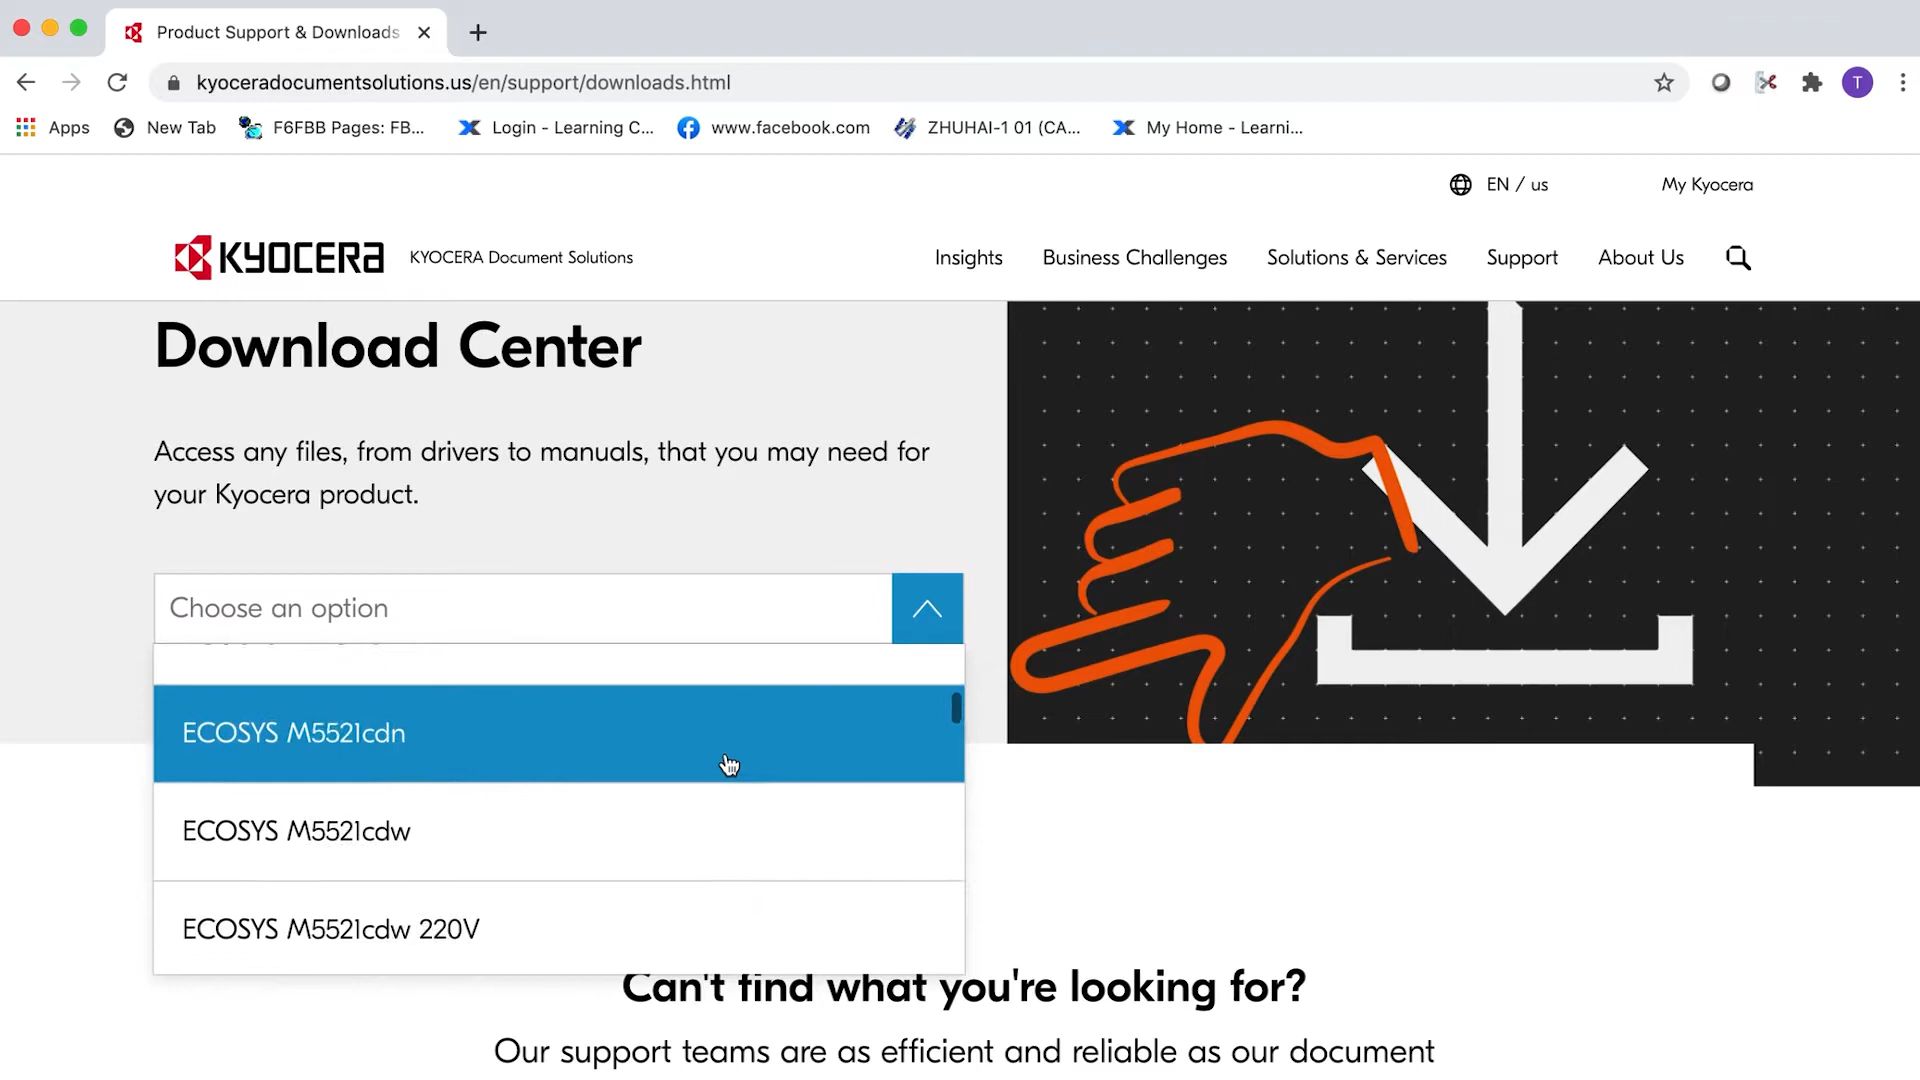 Product Support & Downloads
kyoceradocumentsolutions.us/en/support/downloads.html
T
Apps
New Tab
F6FBB Pages: FB...
Login - Learning C...
www.facebook.com
ZHUHAI-1 01 (CA...
My Home - Learni...
EN / us
My Kyocera
KYOCERA
KYOCERA Document Solutions
Insights
Business Challenges
Solutions & Services
Support
About Us
Download Center
Access any files, from drivers to manuals, that you may need for
your Kyocera product.
Choose an option
ECOSYS M5521cdn
ECOSYS M5521cdw
ECOSYS M5521cdw 220V
Can't find what you're looking for?
Our support teams are as efficient and reliable as our document